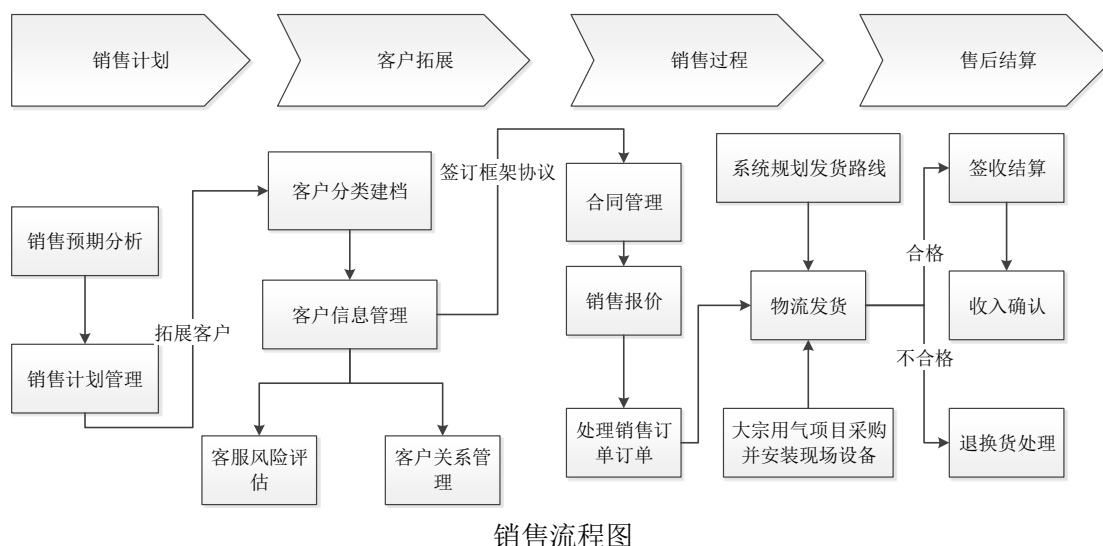 销售计划
客户拓展
销售过程
售后结算
销售预期分析
销售计划管理
拓展客户
客户分类建档
客户信息管理
客服风险评
估
客户关系管
理
签订框架协议
合同管理
销售报价
处理销售订
单订单
系统规划发货路线
物流发货
大宗用气项目采购
并安装现场设备
合格
不合格
签收结算
收入确认
退换货处理
销售流程图